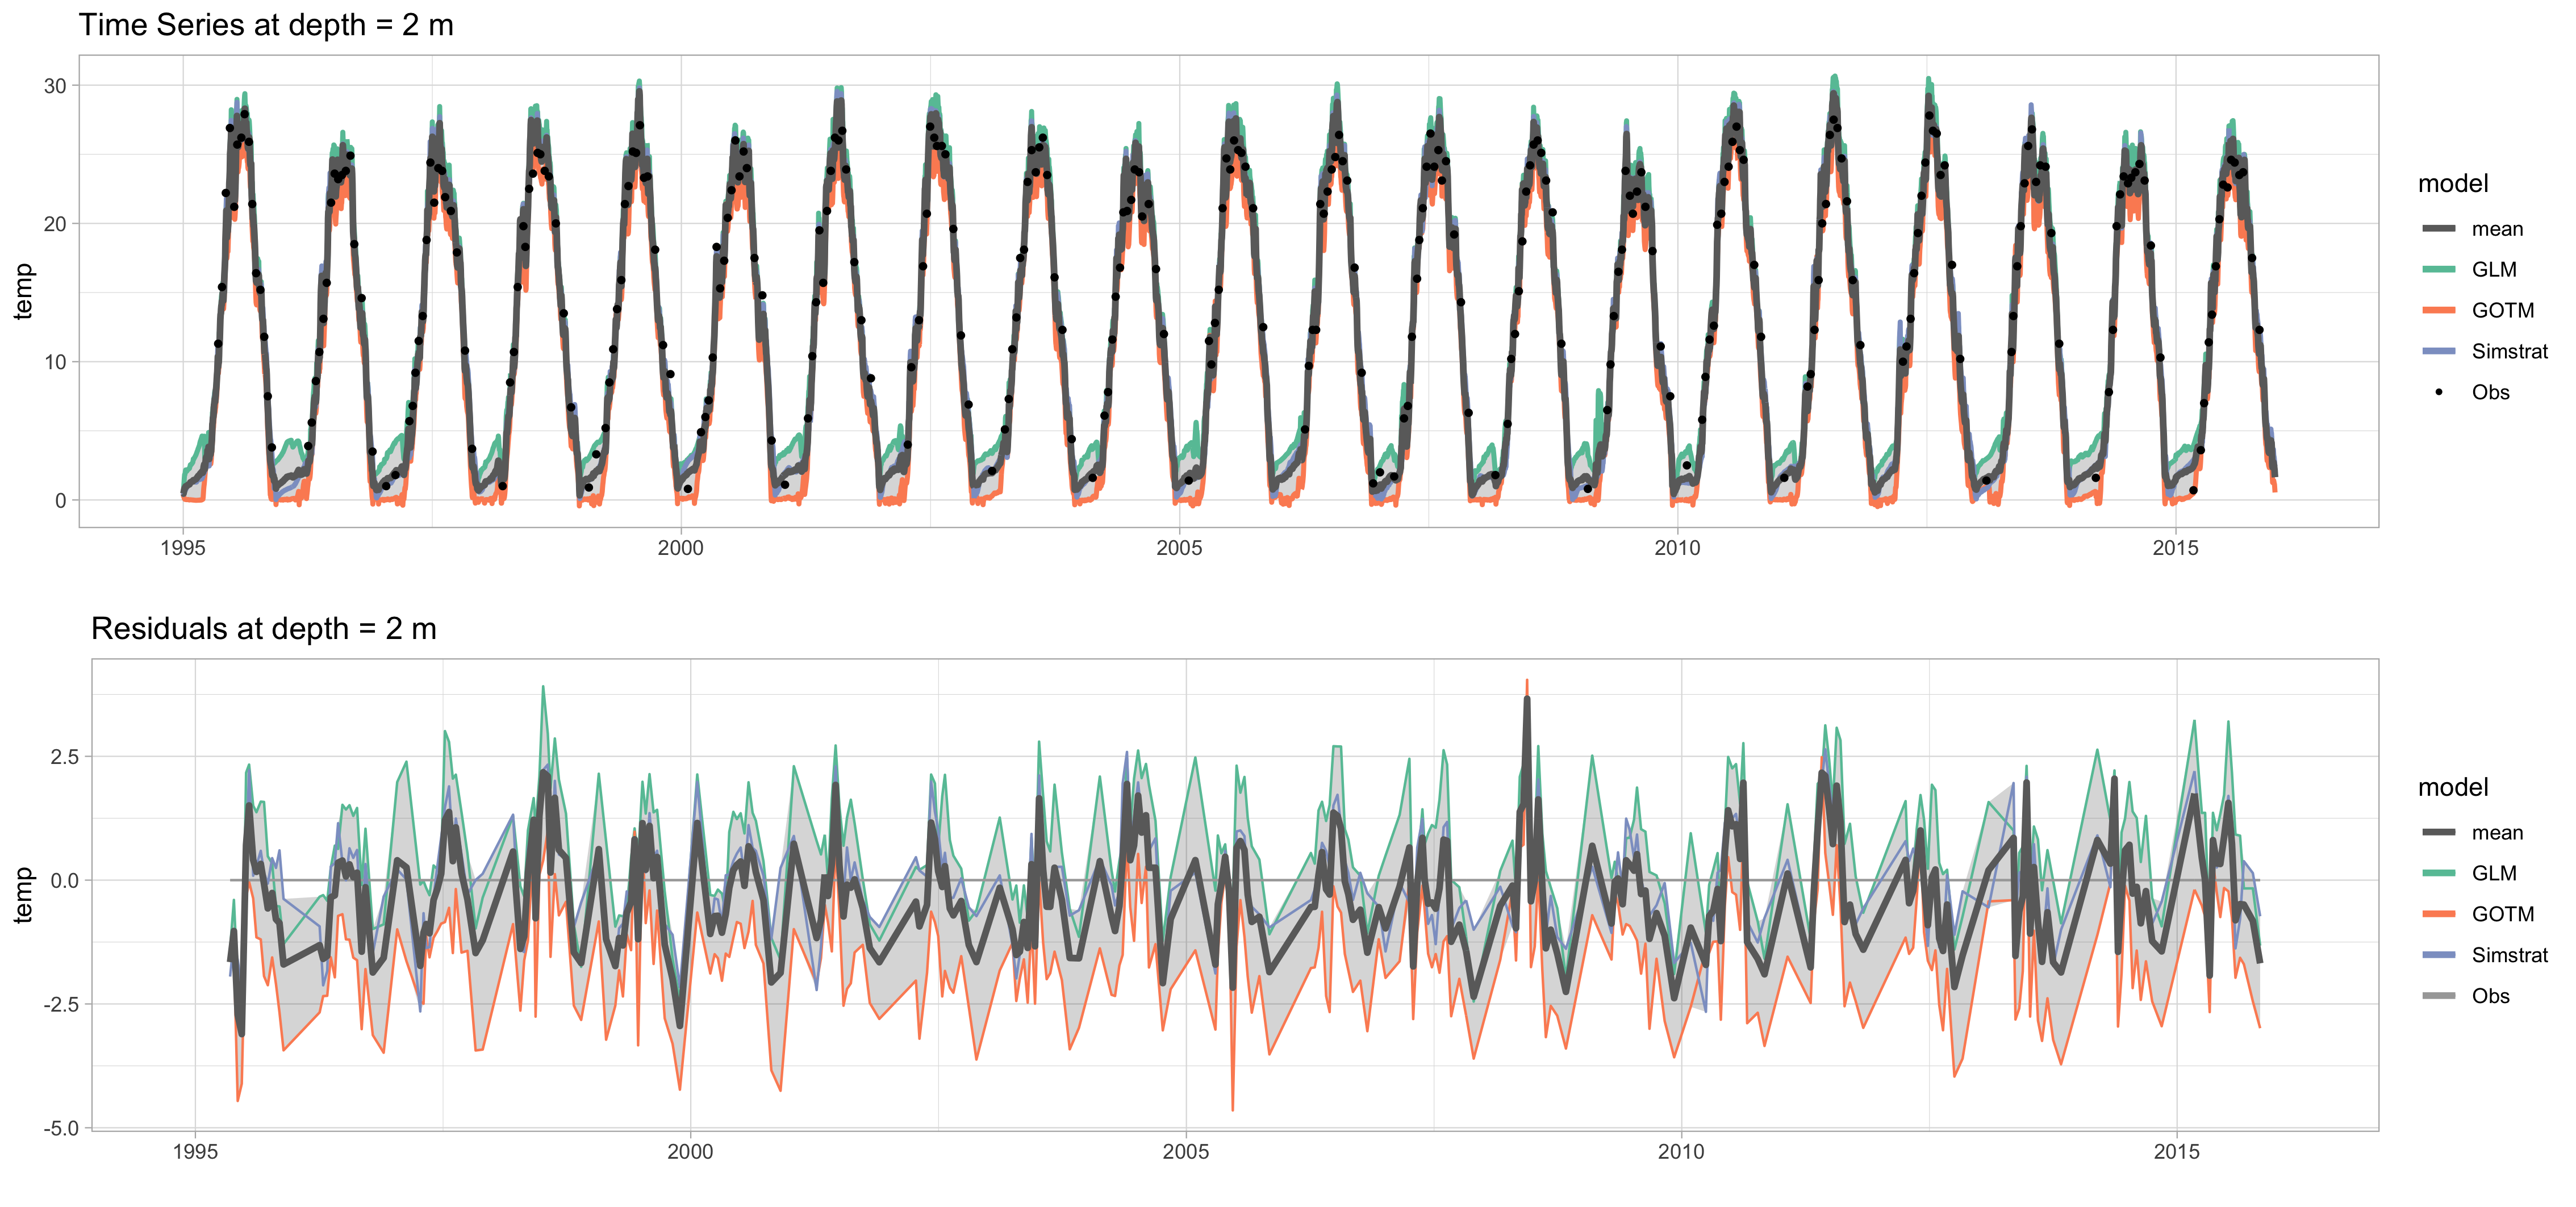 Time Series at depth = 2 m
30
20
10
0
temp
1995
2000
2005
2010
2015
model
mean
GLM
GOTM
Simstrat
Obs
Residuals at depth = 2 m
2.5
0.0
-2.5
-5.0
temp
1995
2000
2005
2010
2015
model
mean
GLM
GOTM
Simstrat
Obs